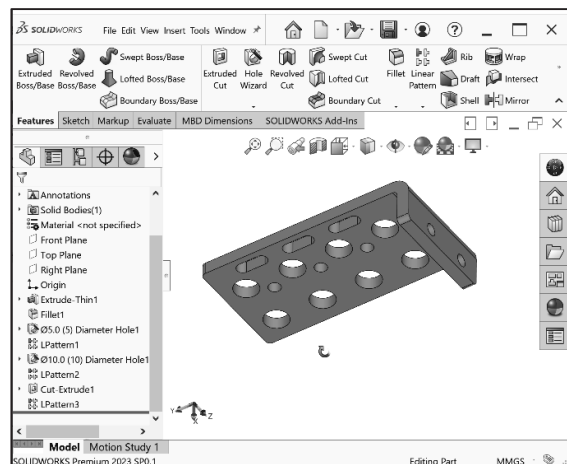 SOLIDWORKS File Edit View Insert Tools Window
Extruded Boss/Base Revolved Boss/Base Swept Boss/Base Lofted Boss/Base Boundary Boss/Base Extruded Cut Hole Wizard Revolved Cut Swept Cut Lofted Cut Boundary Cut Fillet Linear Pattern Rib Draft Shell Wrap Intersect Mirror
Features Sketch Markup Evaluate MBD Dimensions SOLIDWORKS Add-Ins
Annotations
Solid Bodies(1)
Material <not specified>
Front Plane
Top Plane
Right Plane
Origin
Extrude-Thin1
Fillet1
Ø5.0 (5) Diameter Hole1
LPattern1
Ø10.0 (10) Diameter Hole1
LPattern2
Cut-Extrude1
LPattern3
Y X Z
Model Motion Study 1
SOLIDWORKS Premium 2023 SP0.1 Editing Part MMGS